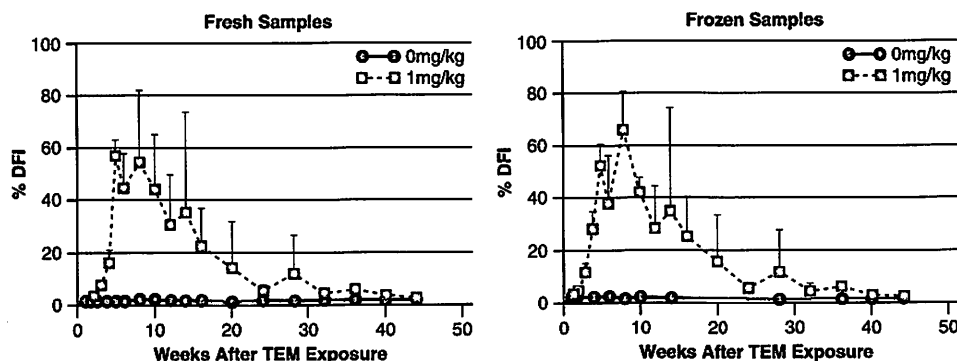 Fresh Samples
100
80
60
40
20
0
% DFI
0mg/kg
1mg/kg
0 10 20 30 40 50
Weeks After TEM Exposure
Frozen Samples
100
80
60
40
20
0
% DFI
0mg/kg
1mg/kg
0 10 20 30 40 50
Weeks After TEM Exposure